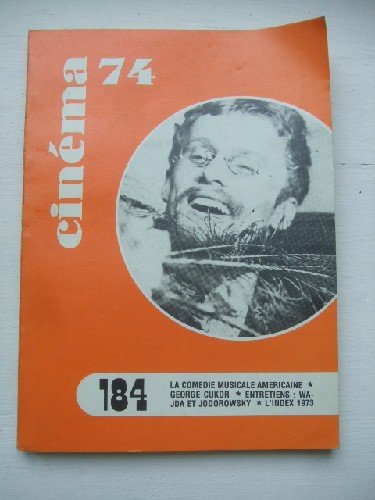 cinéma 74
184
LA COMEDIE MUSICALE AMERICAINE ★
GEORGE CUKOR ★ ENTRETIENS : WA-
JDA ET JODOROWSKY ★ L'INDEX 1973